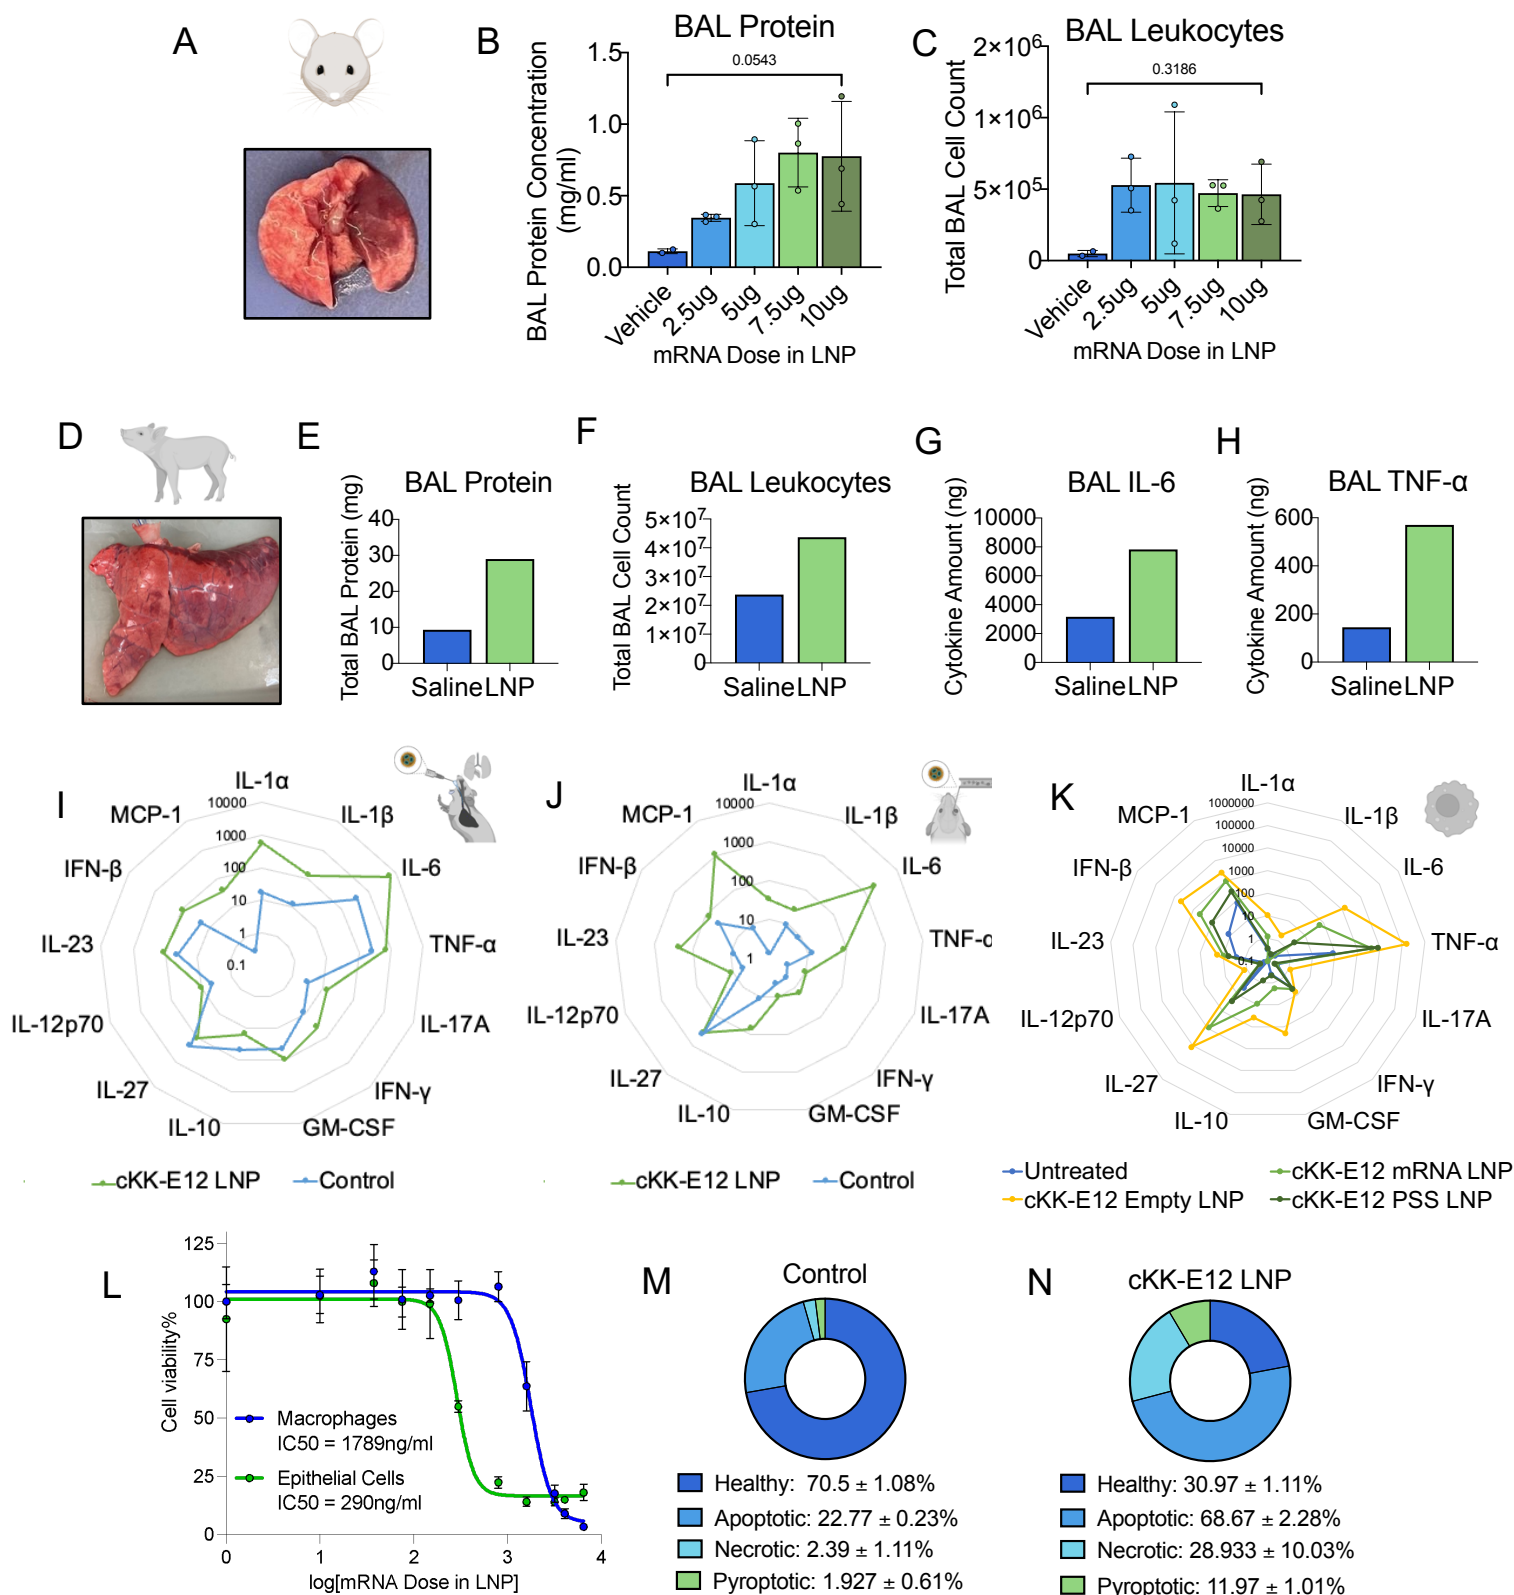 A
B
BAL Protein
BAL Protein Concentration
(mg/ml)
1.5
1.0
0.5
0.0
0.0543
Vehicle
2.5ug
5ug
7.5ug
10ug
mRNA Dose in LNP
C
BAL Leukocytes
Total BAL Cell Count
2×10⁶
1×10⁶
5×10⁵
0
0.3186
Vehicle
2.5ug
5ug
7.5ug
10ug
mRNA Dose in LNP
D
E
BAL Protein
Total BAL Protein (mg)
40
30
20
10
0
Saline LNP
F
BAL Leukocytes
Total BAL Cell Count
5×10⁷
4×10⁷
3×10⁷
2×10⁷
1×10⁷
0
Saline LNP
G
BAL IL-6
Cytokine Amount (ng)
10000
8000
6000
4000
2000
0
Saline LNP
H
BAL TNF-α
Cytokine Amount (ng)
600
400
200
0
Saline LNP
I
IL-1α
IL-1β
IL-6
TNF-α
IL-17A
IFN-γ
GM-CSF
IL-10
IL-27
IL-12p70
IL-23
IFN-β
MCP-1
10000
1000
100
10
1
0.1
cKK-E12 LNP
Control
J
IL-1α
IL-1β
IL-6
TNF-α
IL-17A
IFN-γ
GM-CSF
IL-10
IL-27
IL-12p70
IL-23
IFN-β
MCP-1
10000
1000
100
10
1
cKK-E12 LNP
Control
K
IL-1α
IL-1β
IL-6
TNF-α
IL-17A
IFN-γ
GM-CSF
IL-10
IL-27
IL-12p70
IL-23
IFN-β
MCP-1
1000000
100000
10000
1000
100
10
1
0.1
Untreated
cKK-E12 mRNA LNP
cKK-E12 Empty LNP
cKK-E12 PSS LNP
L
Cell viability%
125
100
75
50
25
0
Macrophages
IC50 = 1789ng/ml
Epithelial Cells
IC50 = 290ng/ml
0 1 2 3 4
log[mRNA Dose in LNP]
M
Control
Healthy: 70.5 ± 1.08%
Apoptotic: 22.77 ± 0.23%
Necrotic: 2.39 ± 1.11%
Pyroptotic: 1.927 ± 0.61%
N
cKK-E12 LNP
Healthy: 30.97 ± 1.11%
Apoptotic: 68.67 ± 2.28%
Necrotic: 28.933 ± 10.03%
Pyroptotic: 11.97 ± 1.01%